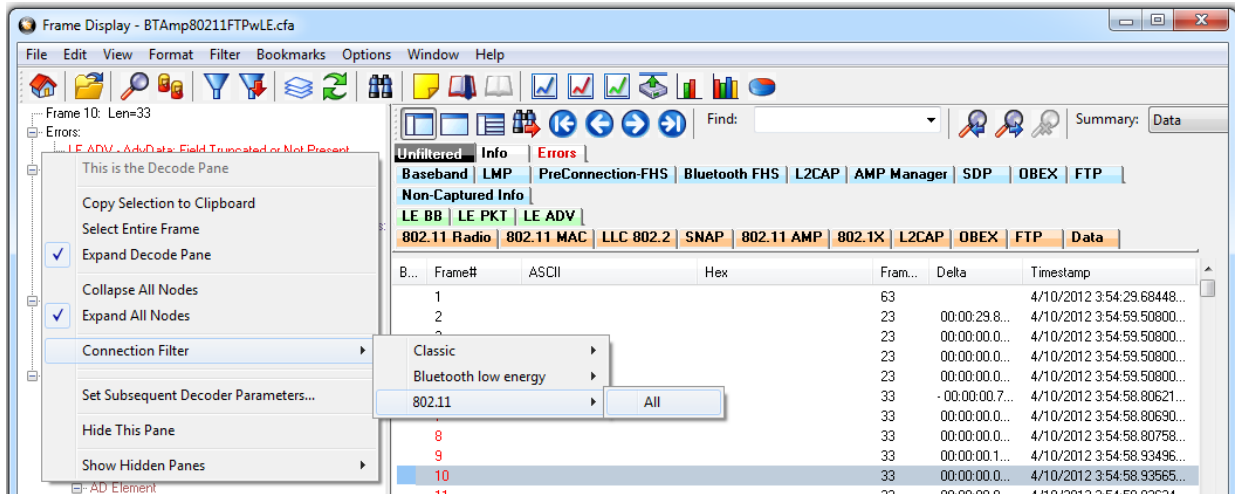 Frame Display - BTAmp80211FTPwLE.cfa
File Edit View Format Filter Bookmarks Options Window Help
Frame 10: Len=33
Errors:
LE ADV - AdvData: Field Truncated or Not Present
Find:
Summary: Data
Unfiltered Info Errors
Baseband LMP PreConnection-FHS Bluetooth FHS L2CAP AMP Manager SDP OBEX FTP
Non-Captured Info
LE BB LE PKT LE ADV
802.11 Radio 802.11 MAC LLC 802.2 SNAP 802.11 AMP 802.1X L2CAP OBEX FTP Data
This is the Decode Pane
Copy Selection to Clipboard
Select Entire Frame
Expand Decode Pane
Collapse All Nodes
Expand All Nodes
Connection Filter
Set Subsequent Decoder Parameters...
Hide This Pane
Show Hidden Panes
AD Element
Classic
Bluetooth low energy
802.11
All
B... Frame# ASCII Hex Fram... Delta Timestamp
1 63 4/10/2012 3:54:29.68448...
2 23 00:00:29.8... 4/10/2012 3:54:59.50800...
23 00:00:00.0... 4/10/2012 3:54:59.50800...
23 00:00:00.0... 4/10/2012 3:54:59.50800...
23 00:00:00.0... 4/10/2012 3:54:59.50800...
33 - 00:00:00.7... 4/10/2012 3:54:58.80621...
33 00:00:00.0... 4/10/2012 3:54:58.80690...
8 33 00:00:00.0... 4/10/2012 3:54:58.80758...
9 33 00:00:00.1... 4/10/2012 3:54:58.93496...
10 33 00:00:00.0... 4/10/2012 3:54:58.93565...